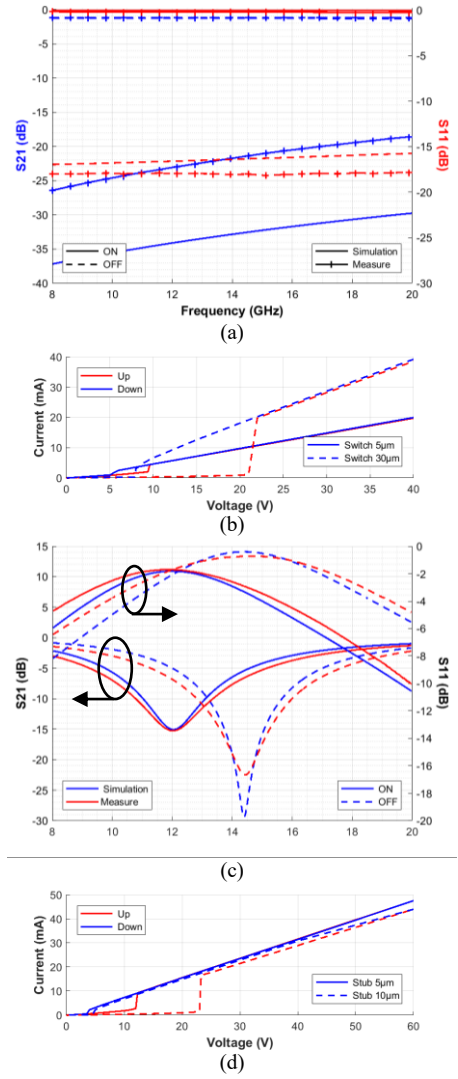 0
-5
-10
-15
-20
-25
-30
-35
-40
S21 (dB)
0
-5
-10
-15
-20
-25
-30
S11 (dB)
ON
OFF
Simulation
Measure
8 10 12 14 16 18 20
Frequency (GHz)
(a)
40
30
20
10
0
Current (mA)
Up
Down
Switch 5μm
Switch 30μm
0 5 10 15 20 25 30 35 40
Voltage (V)
(b)
15
10
5
0
-5
-10
-15
-20
-25
-30
S21 (dB)
0
-2
-4
-6
-8
-10
-12
-14
-16
-18
-20
S11 (dB)
Simulation
Measure
ON
OFF
8 10 12 14 16 18 20
(c)
50
40
30
20
10
0
Current (mA)
Up
Down
Stub 5μm
Stub 10μm
0 10 20 30 40 50 60
Voltage (V)
(d)